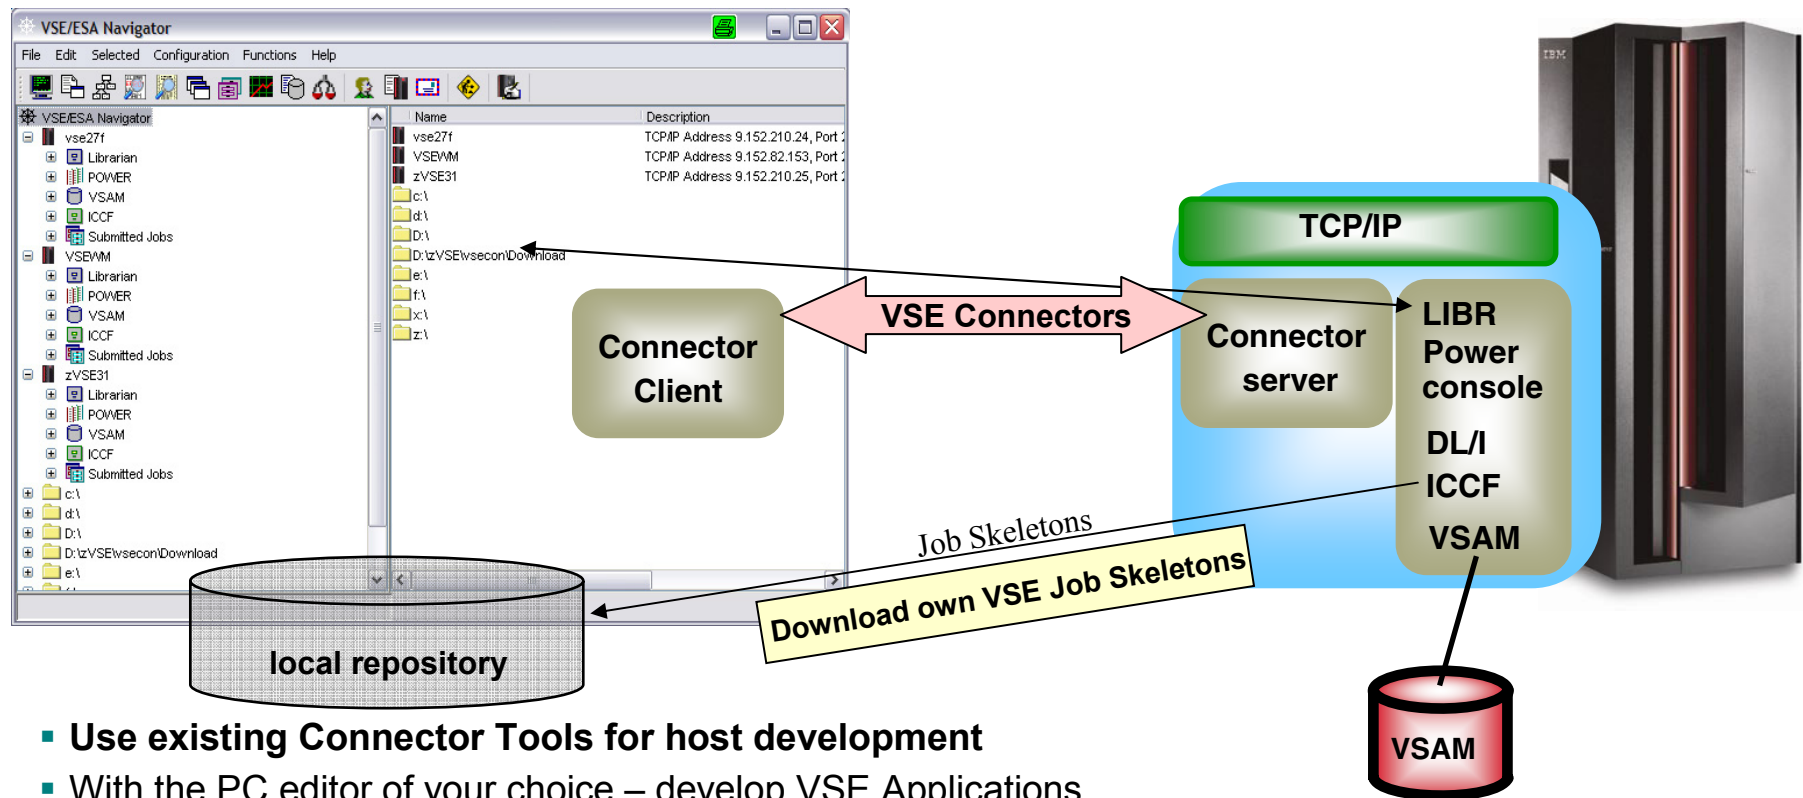 VSE/ESA Navigator
File Edit Selected Configuration Functions Help
VSE/ESA Navigator
vse27f
Librarian
POWER
VSAM
ICCF
Submitted Jobs
VSEWM
Librarian
POWER
VSAM
ICCF
Submitted Jobs
zVSE31
Librarian
POWER
VSAM
ICCF
Submitted Jobs
c:\
d:\
D:\
D:\zVSE\vsecon\Download
e:\
Name Description
vse27f TCP/IP Address 9.152.210.24, Port
VSEWM TCP/IP Address 9.152.82.153, Port
zVSE31 TCP/IP Address 9.152.210.25, Port
c:\
d:\
D:\
D:\zVSE\vsecon\Download
e:\
f:\
x:\
z:\
Connector
Client
VSE Connectors
IBM
TCP/IP
Connector
server
LIBR
Power
console
DL/I
ICCF
VSAM
Job Skeletons
Download own VSE Job Skeletons
local repository
VSAM
Use existing Connector Tools for host development
With the PC editor of your choice – develop VSE Applications